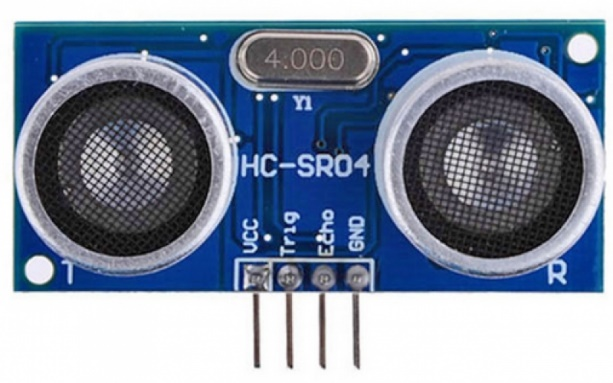 4.000
Y1
HC-SR04
VCC
Trig
Echo
GND
T
R